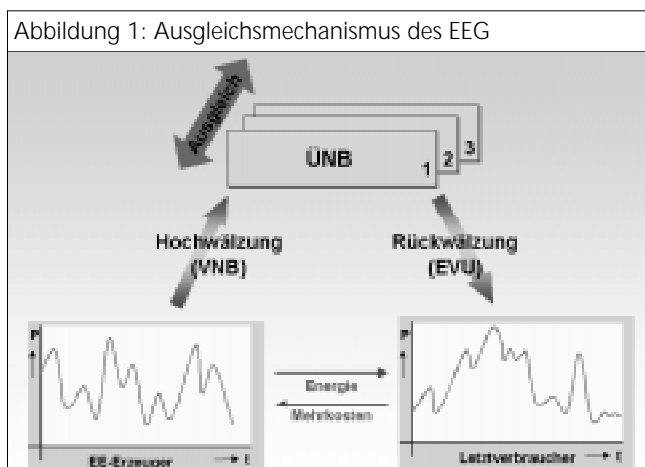 Abbildung 1: Ausgleichsmechanismus des EEG
Ausgleich
ÜNB
1
2
3
Hochwälzung
(VNB)
Rückwälzung
(EVU)
P
P
Energie
Mehrkosten
EE-Erzeuger
t
Letztverbraucher
t